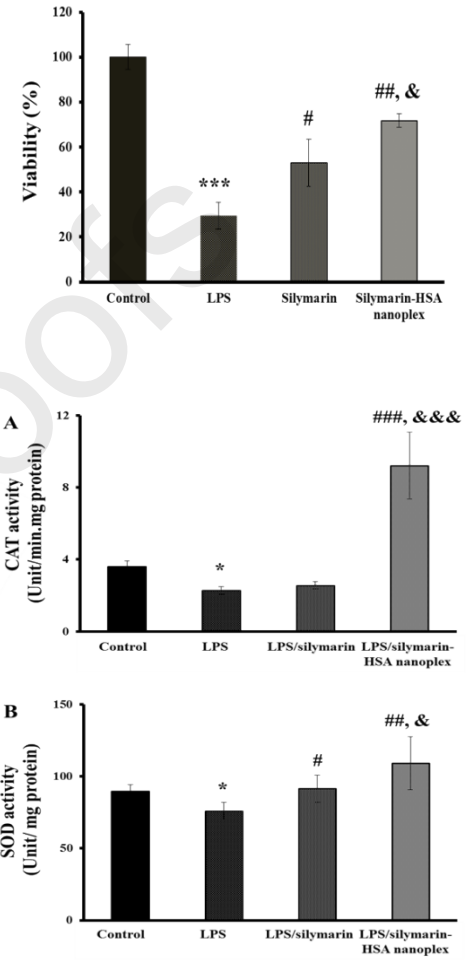 120
100
80
60
40
20
0
Viability (%)
***
#
##, &
Control LPS Silymarin Silymarin-HSA
nanoplex
A
12
8
4
0
CAT activity
(Unit/min.mg protein)
*
###, &&&
Control LPS LPS/silymarin LPS/silymarin-
HSA nanoplex
B
150
100
50
0
SOD activity
(Unit/ mg protein)
*
#
##, &
Control LPS LPS/silymarin LPS/silymarin-
HSA nanoplex